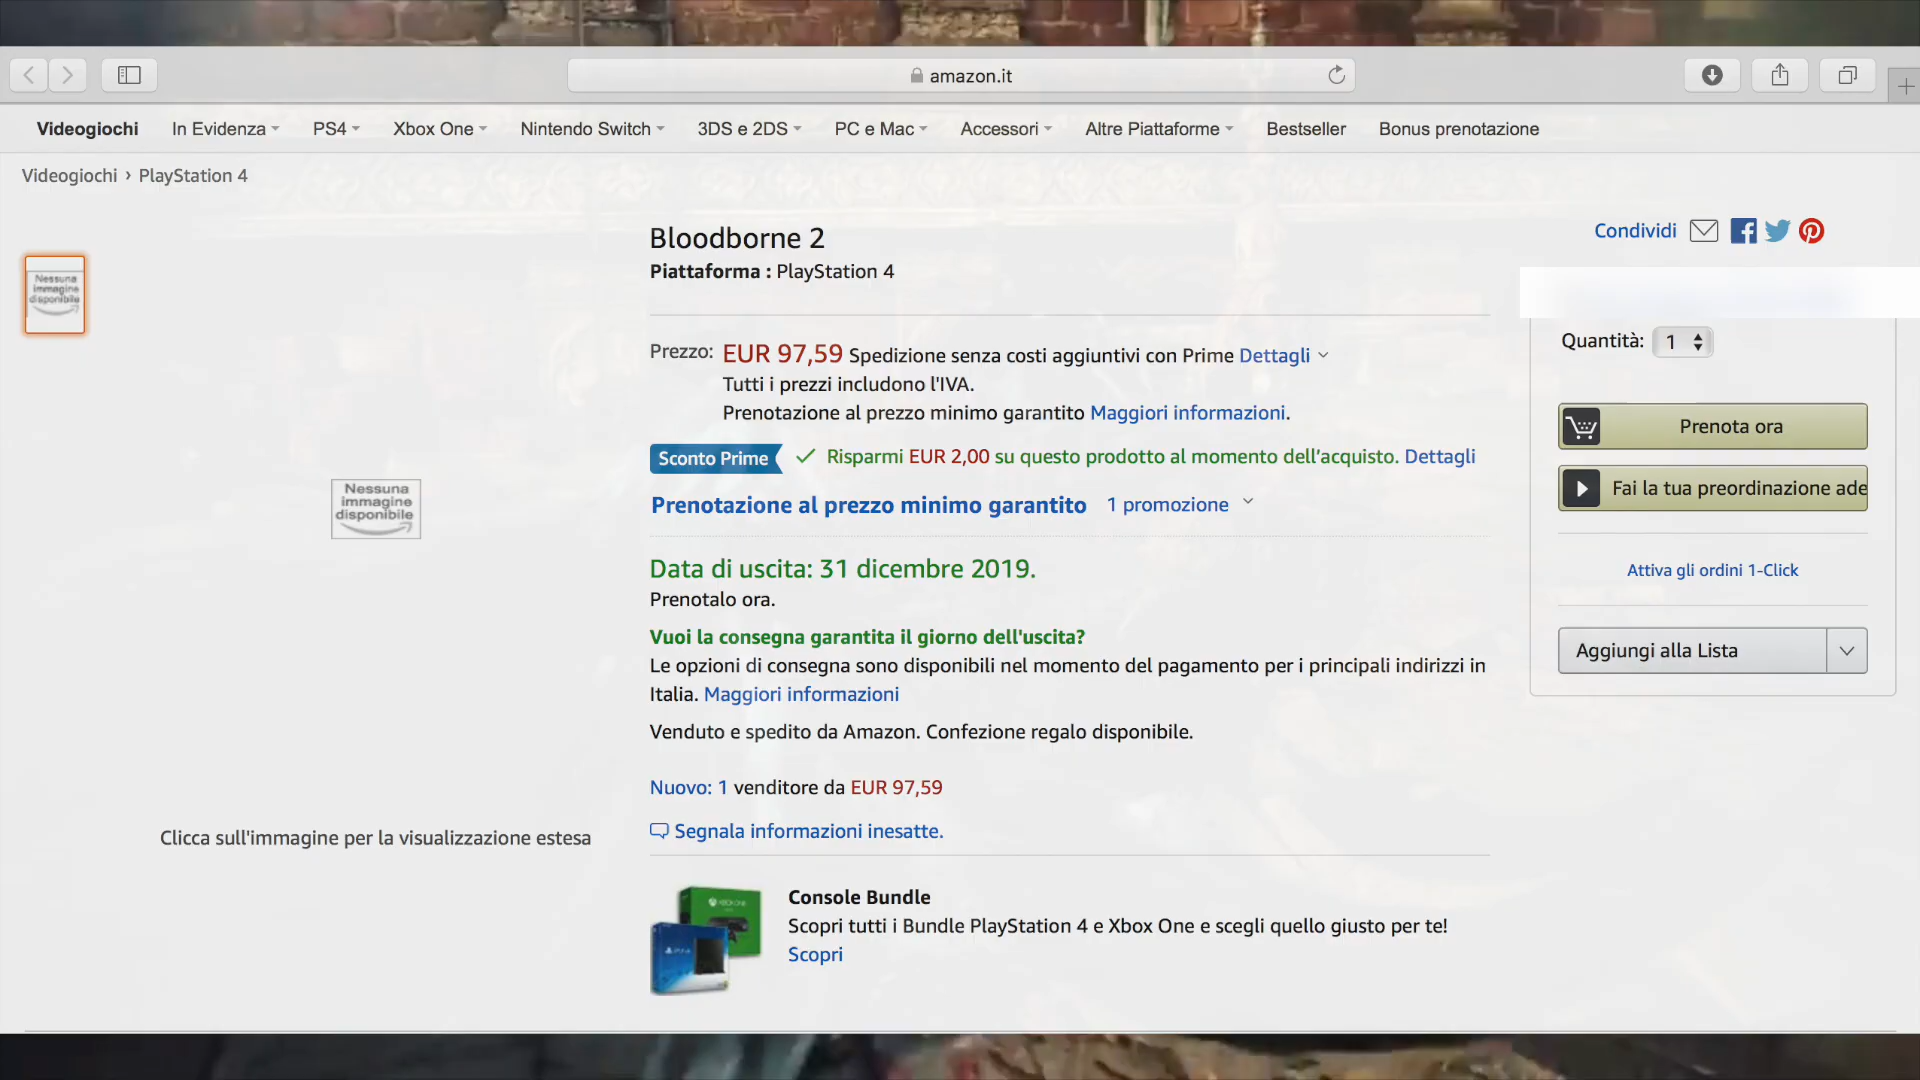 amazon.it
Videogiochi In Evidenza PS4 Xbox One Nintendo Switch 3DS e 2DS PC e Mac Accessori Altre Piattaforme Bestseller Bonus prenotazione
Videogiochi › PlayStation 4
Nessuna
immagine
disponibile
Nessuna
immagine
disponibile
Clicca sull'immagine per la visualizzazione estesa
Bloodborne 2
Piattaforma : PlayStation 4
Prezzo: EUR 97,59 Spedizione senza costi aggiuntivi con Prime Dettagli
Tutti i prezzi includono l'IVA.
Prenotazione al prezzo minimo garantito Maggiori informazioni.
Sconto Prime Risparmi EUR 2,00 su questo prodotto al momento dell'acquisto. Dettagli
Prenotazione al prezzo minimo garantito 1 promozione
Data di uscita: 31 dicembre 2019.
Prenotalo ora.
Vuoi la consegna garantita il giorno dell'uscita?
Le opzioni di consegna sono disponibili nel momento del pagamento per i principali indirizzi in
Italia. Maggiori informazioni
Venduto e spedito da Amazon. Confezione regalo disponibile.
Nuovo: 1 venditore da EUR 97,59
Segnala informazioni inesatte.
XBOX ONE
PS4
Console Bundle
Scopri tutti i Bundle PlayStation 4 e Xbox One e scegli quello giusto per te!
Scopri
Condividi
Quantità: 1
Prenota ora
Fai la tua preordinazione ade
Attiva gli ordini 1-Click
Aggiungi alla Lista